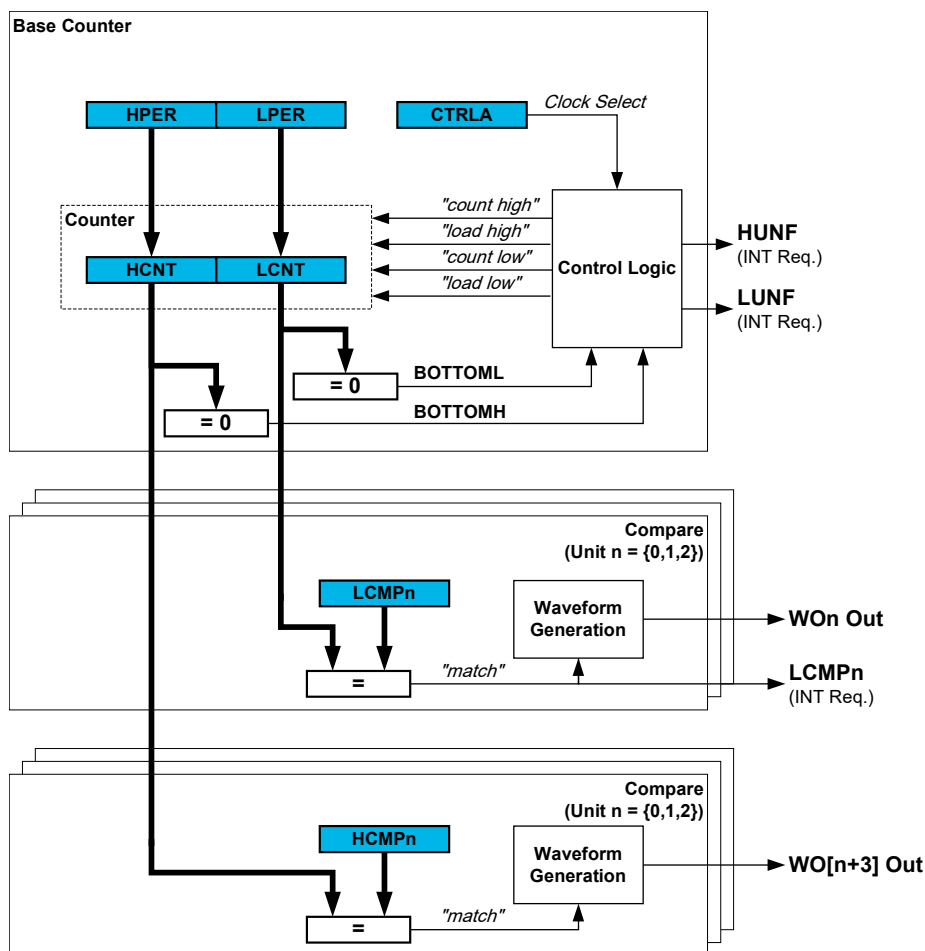 Base Counter
HPER
LPER
CTRLA
Clock Select
Counter
"count high"
"load high"
"count low"
"load low"
HCNT
LCNT
Control Logic
HUNF
(INT Req.)
LUNF
(INT Req.)
= 0
BOTTOML
= 0
BOTTOMH
Compare
(Unit n = {0,1,2})
LCMPn
Waveform
Generation
WOn Out
=
"match"
LCMPn
(INT Req.)
Compare
(Unit n = {0,1,2})
HCMPn
Waveform
Generation
WO[n+3] Out
=
"match"